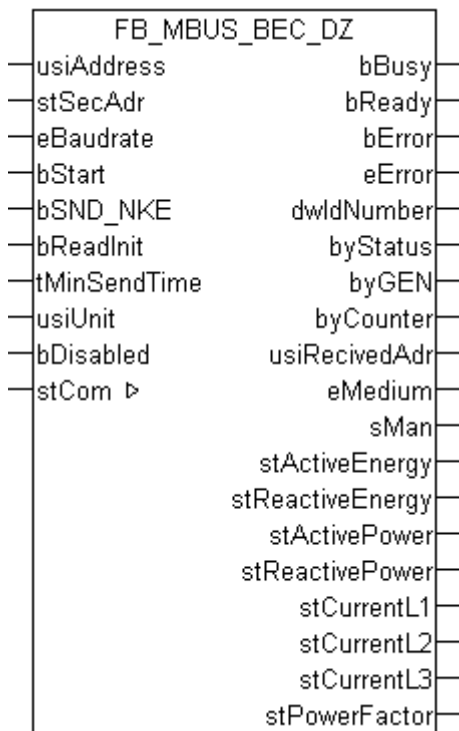 FB_MBUS_BEC_DZ
usiAddress bBusy
stSecAdr bReady
eBaudrate bError
bStart eError
bSND_NKE dwIdNumber
bReadInit byStatus
tMinSendTime byGEN
usiUnit byCounter
bDisabled usiRecivedAdr
stCom ▷ eMedium
sMan
stActiveEnergy
stReactiveEnergy
stActivePower
stReactivePower
stCurrentL1
stCurrentL2
stCurrentL3
stPowerFactor